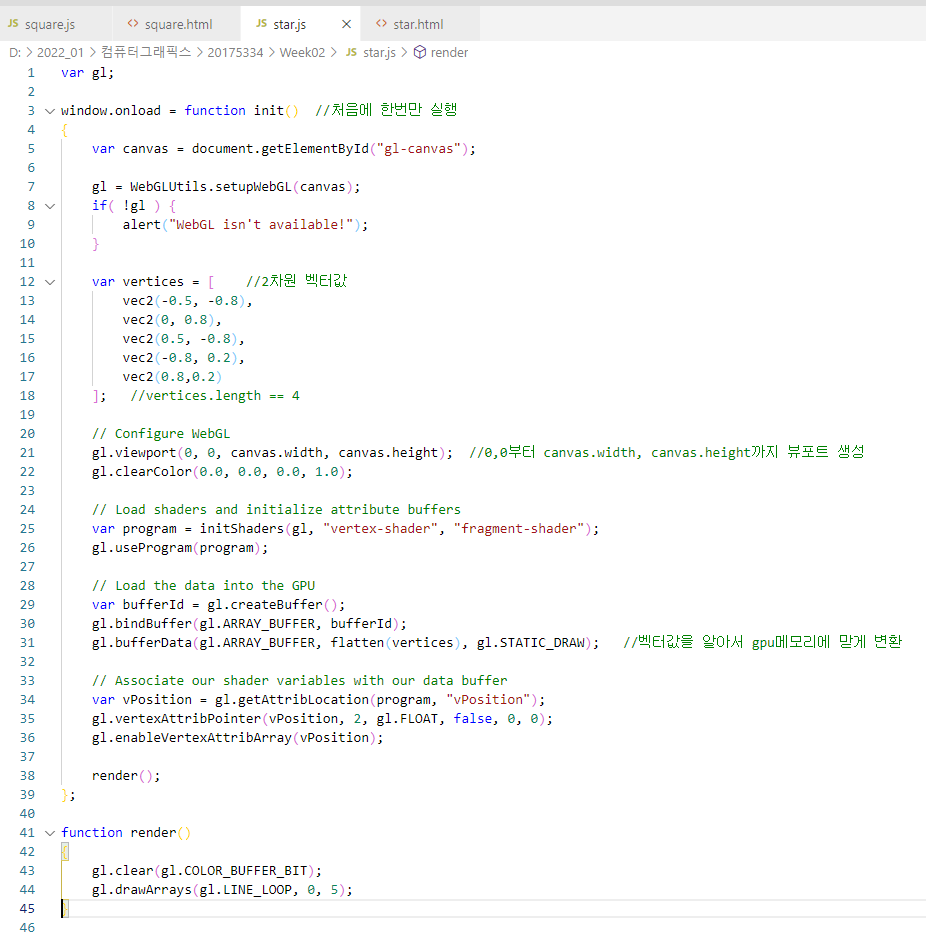 JS square.js <> square.html JS star.js × <> star.html
D: > 2022_01 > 컴퓨터그래픽스 > 20175334 > Week02 > JS star.js > render
1 var gl;
2
3 window.onload = function init() //처음에 한번만 실행
4 {
5 var canvas = document.getElementById("gl-canvas");
6
7 gl = WebGLUtils.setupWebGL(canvas);
8 if( !gl ) {
9 alert("WebGL isn't available!");
10 }
11
12 var vertices = [ //2차원 벡터값
13 vec2(-0.5, -0.8),
14 vec2(0, 0.8),
15 vec2(0.5, -0.8),
16 vec2(-0.8, 0.2),
17 vec2(0.8,0.2)
18 ]; //vertices.length == 4
19
20 // Configure WebGL
21 gl.viewport(0, 0, canvas.width, canvas.height); //0,0부터 canvas.width, canvas.height까지 뷰포트 생성
22 gl.clearColor(0.0, 0.0, 0.0, 1.0);
23
24 // Load shaders and initialize attribute buffers
25 var program = initShaders(gl, "vertex-shader", "fragment-shader");
26 gl.useProgram(program);
27
28 // Load the data into the GPU
29 var bufferId = gl.createBuffer();
30 gl.bindBuffer(gl.ARRAY_BUFFER, bufferId);
31 gl.bufferData(gl.ARRAY_BUFFER, flatten(vertices), gl.STATIC_DRAW); //벡터값을 알아서 gpu메모리에 맞게 변환
32
33 // Associate our shader variables with our data buffer
34 var vPosition = gl.getAttribLocation(program, "vPosition");
35 gl.vertexAttribPointer(vPosition, 2, gl.FLOAT, false, 0, 0);
36 gl.enableVertexAttribArray(vPosition);
37
38 render();
39 };
40
41 function render()
42 {
43 gl.clear(gl.COLOR_BUFFER_BIT);
44 gl.drawArrays(gl.LINE_LOOP, 0, 5);
45 }
46